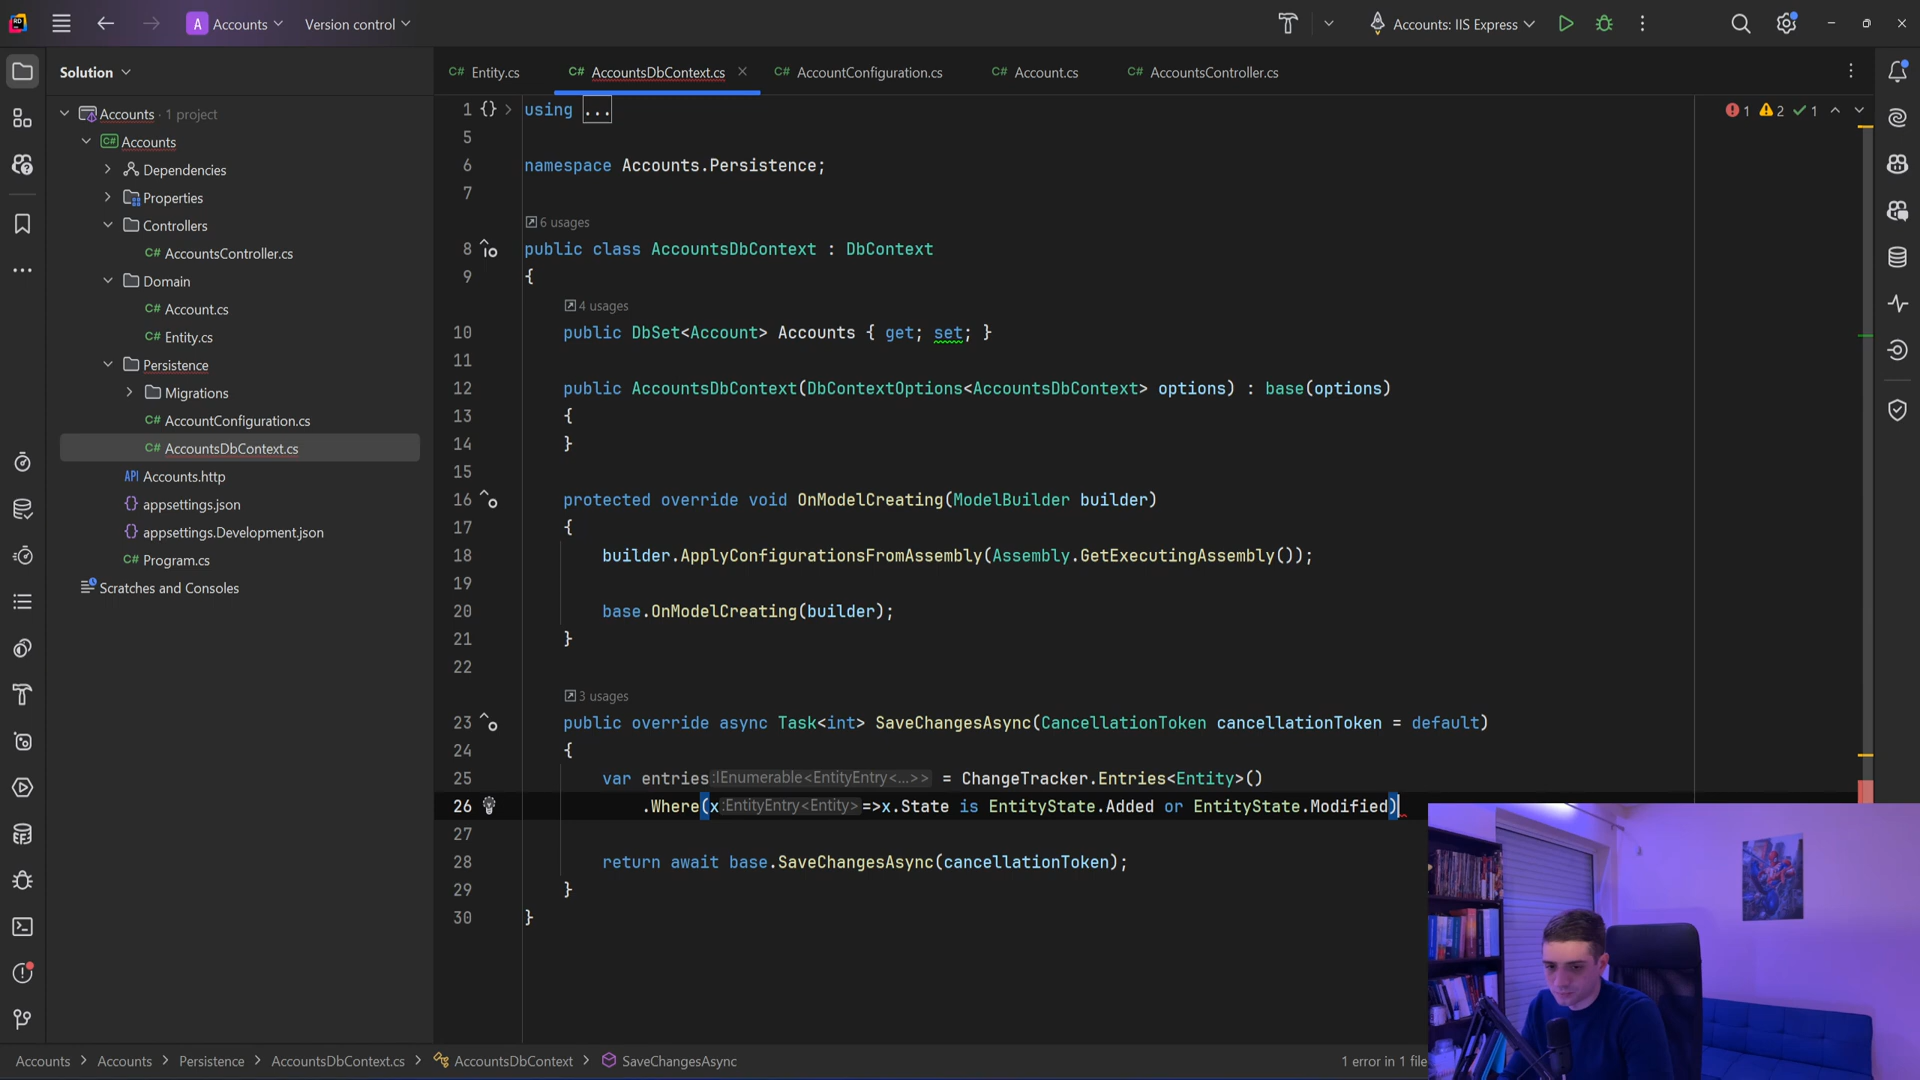 A Accounts
Version control
Accounts: IIS Express
Solution
Entity.cs
AccountsDbContext.cs
AccountConfiguration.cs
Account.cs
AccountsController.cs
Accounts · 1 project
Accounts
Dependencies
Properties
Controllers
AccountsController.cs
Domain
Account.cs
Entity.cs
Persistence
Migrations
AccountConfiguration.cs
AccountsDbContext.cs
API Accounts.http
appsettings.json
appsettings.Development.json
C# Program.cs
Scratches and Consoles
1 2 1
1 using ...
5
6 namespace Accounts.Persistence;
7
6 usages
8 public class AccountsDbContext : DbContext
9 {
4 usages
10 public DbSet<Account> Accounts { get; set; }
11
12 public AccountsDbContext(DbContextOptions<AccountsDbContext> options) : base(options)
13 {
14 }
15
16 protected override void OnModelCreating(ModelBuilder builder)
17 {
18 builder.ApplyConfigurationsFromAssembly(Assembly.GetExecutingAssembly());
19
20 base.OnModelCreating(builder);
21 }
22
3 usages
23 public override async Task<int> SaveChangesAsync(CancellationToken cancellationToken = default)
24 {
25 var entries :IEnumerable<EntityEntry<...>> = ChangeTracker.Entries<Entity>()
26 .Where(x :EntityEntry<Entity> =>x.State is EntityState.Added or EntityState.Modified)
27
28 return await base.SaveChangesAsync(cancellationToken);
29 }
30 }
Accounts > Accounts > Persistence > AccountsDbContext.cs > AccountsDbContext > SaveChangesAsync
1 error in 1 file